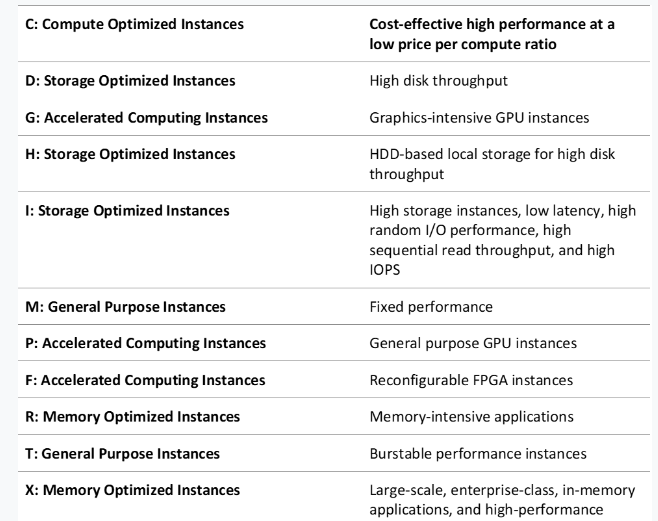 C: Compute Optimized Instances
Cost-effective high performance at a
low price per compute ratio
D: Storage Optimized Instances
High disk throughput
G: Accelerated Computing Instances
Graphics-intensive GPU instances
H: Storage Optimized Instances
HDD-based local storage for high disk
throughput
I: Storage Optimized Instances
High storage instances, low latency, high
random I/O performance, high
sequential read throughput, and high
IOPS
M: General Purpose Instances
Fixed performance
P: Accelerated Computing Instances
General purpose GPU instances
F: Accelerated Computing Instances
Reconfigurable FPGA instances
R: Memory Optimized Instances
Memory-intensive applications
T: General Purpose Instances
Burstable performance instances
X: Memory Optimized Instances
Large-scale, enterprise-class, in-memory
applications, and high-performance